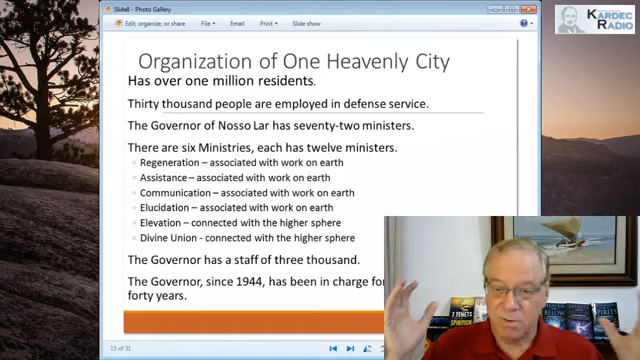 Slide8 - Photo Gallery
KARDEC
RADIO
Edit, organize, or share
File
Email
Print
Slide show
Organization of One Heavenly City
Has over one million residents.
Thirty thousand people are employed in defense service.
The Governor of Nosso Lar has seventy-two ministers.
There are six Ministries, each has twelve ministers.
Regeneration – associated with work on earth
Assistance – associated with work on earth
Communication – associated with work on earth
Elucidation – associated with work on earth
Elevation – connected with the higher sphere
Divine Union - connected with the higher sphere
The Governor has a staff of three thousand.
The Governor, since 1944, has been in charge for
forty years.
7 TENETS
SPIRITISM
HEAVEN
BELOW
SPIRITS
SPIRITS
15 of 31